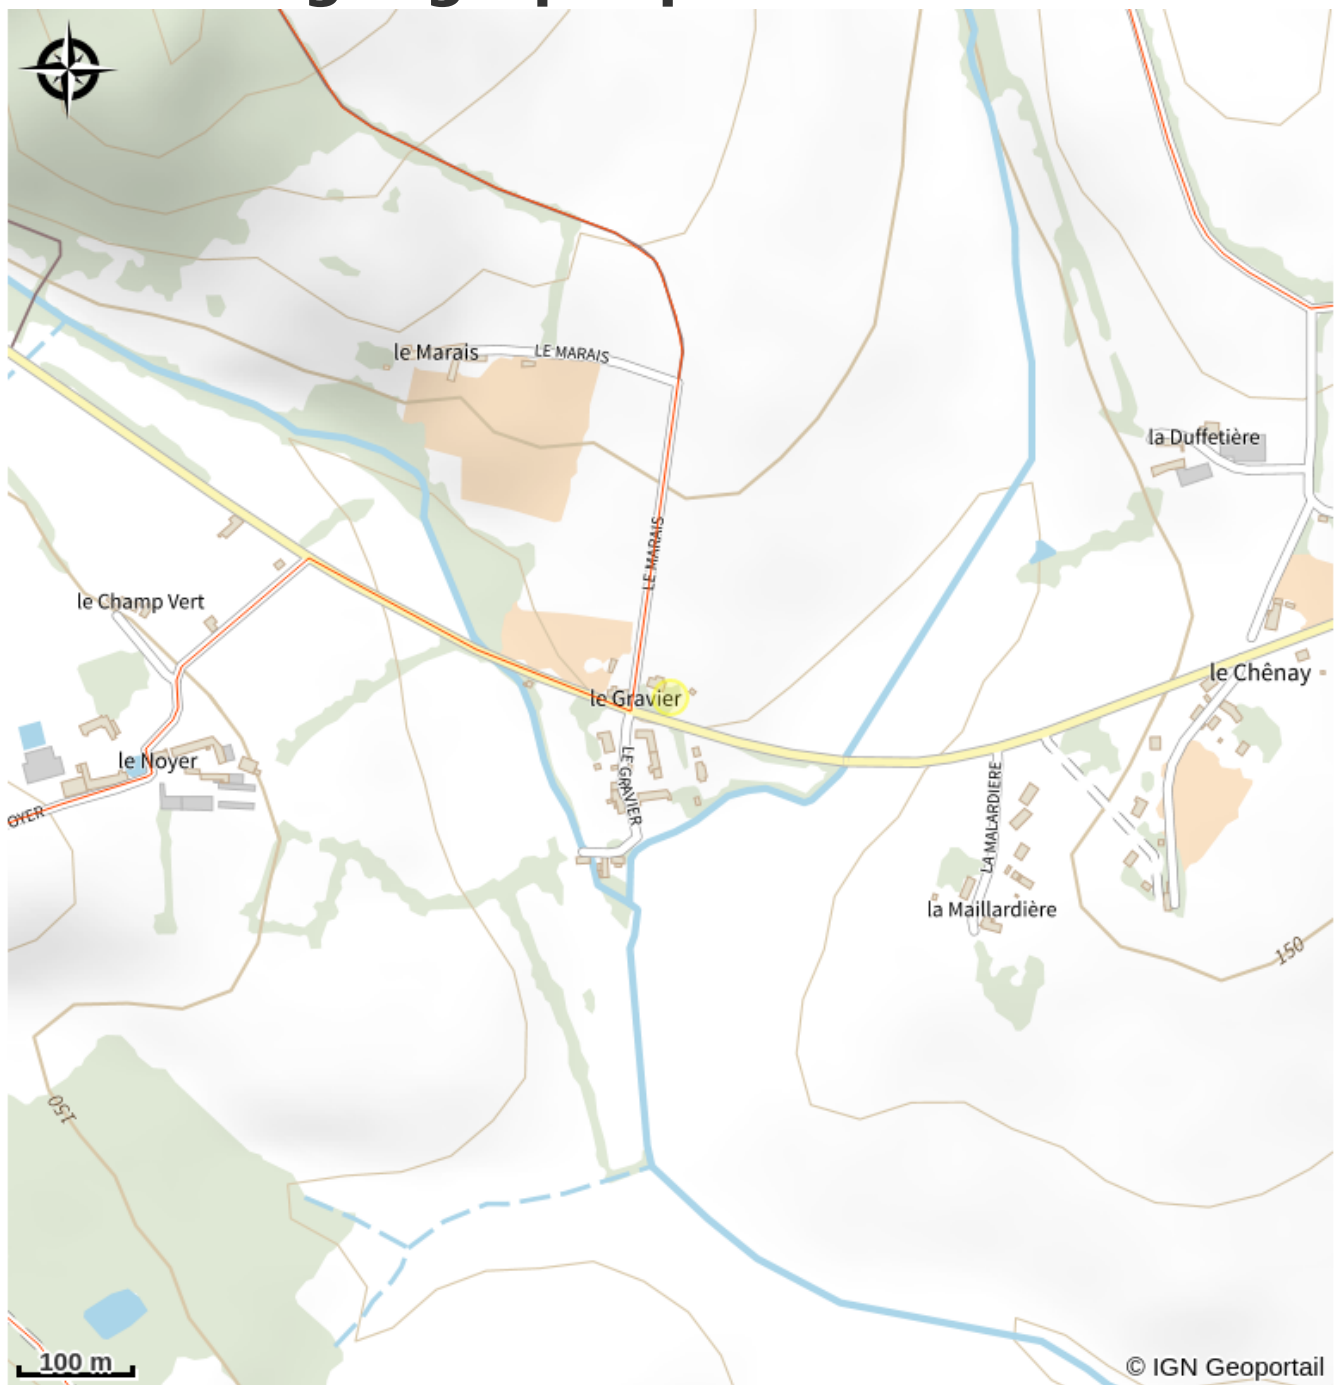 le Marais
LE MARAIS
la Duffetière
LE MARAIS
le Champ Vert
le Chênay
le Gravier
le Noyer
LE GRAVIER
LA MALARDIERE
OYER
la Maillardière
150
150
100 m
© IGN Geoportail